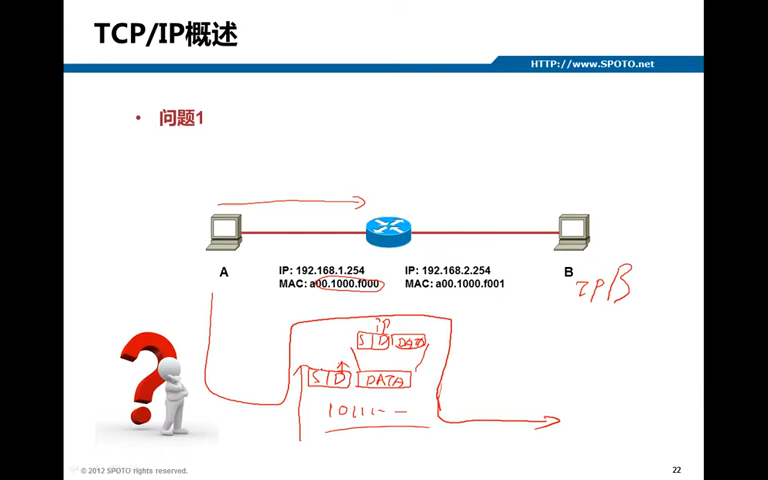 TCP/IP概述
HTTP://www.SPOTO.net
• 问题1
A
IP: 192.168.1.254
MAC: a00.1000.f000
IP: 192.168.2.254
MAC: a00.1000.f001
B
IP B
IP
S D DATA
S D DATA
10111
© 2012 SPOTO rights reserved.
22